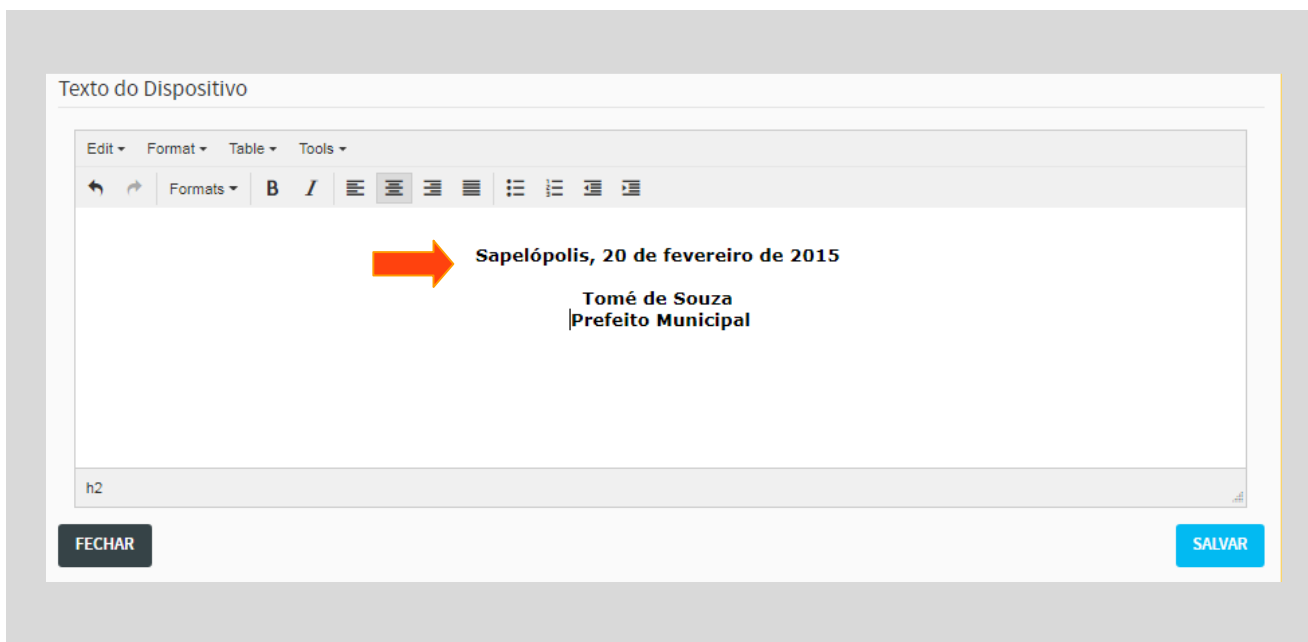 Texto do Dispositivo
Edit Format Table Tools
Formats B I
Sapelópolis, 20 de fevereiro de 2015
Tomé de Souza
Prefeito Municipal
h2
FECHAR SALVAR